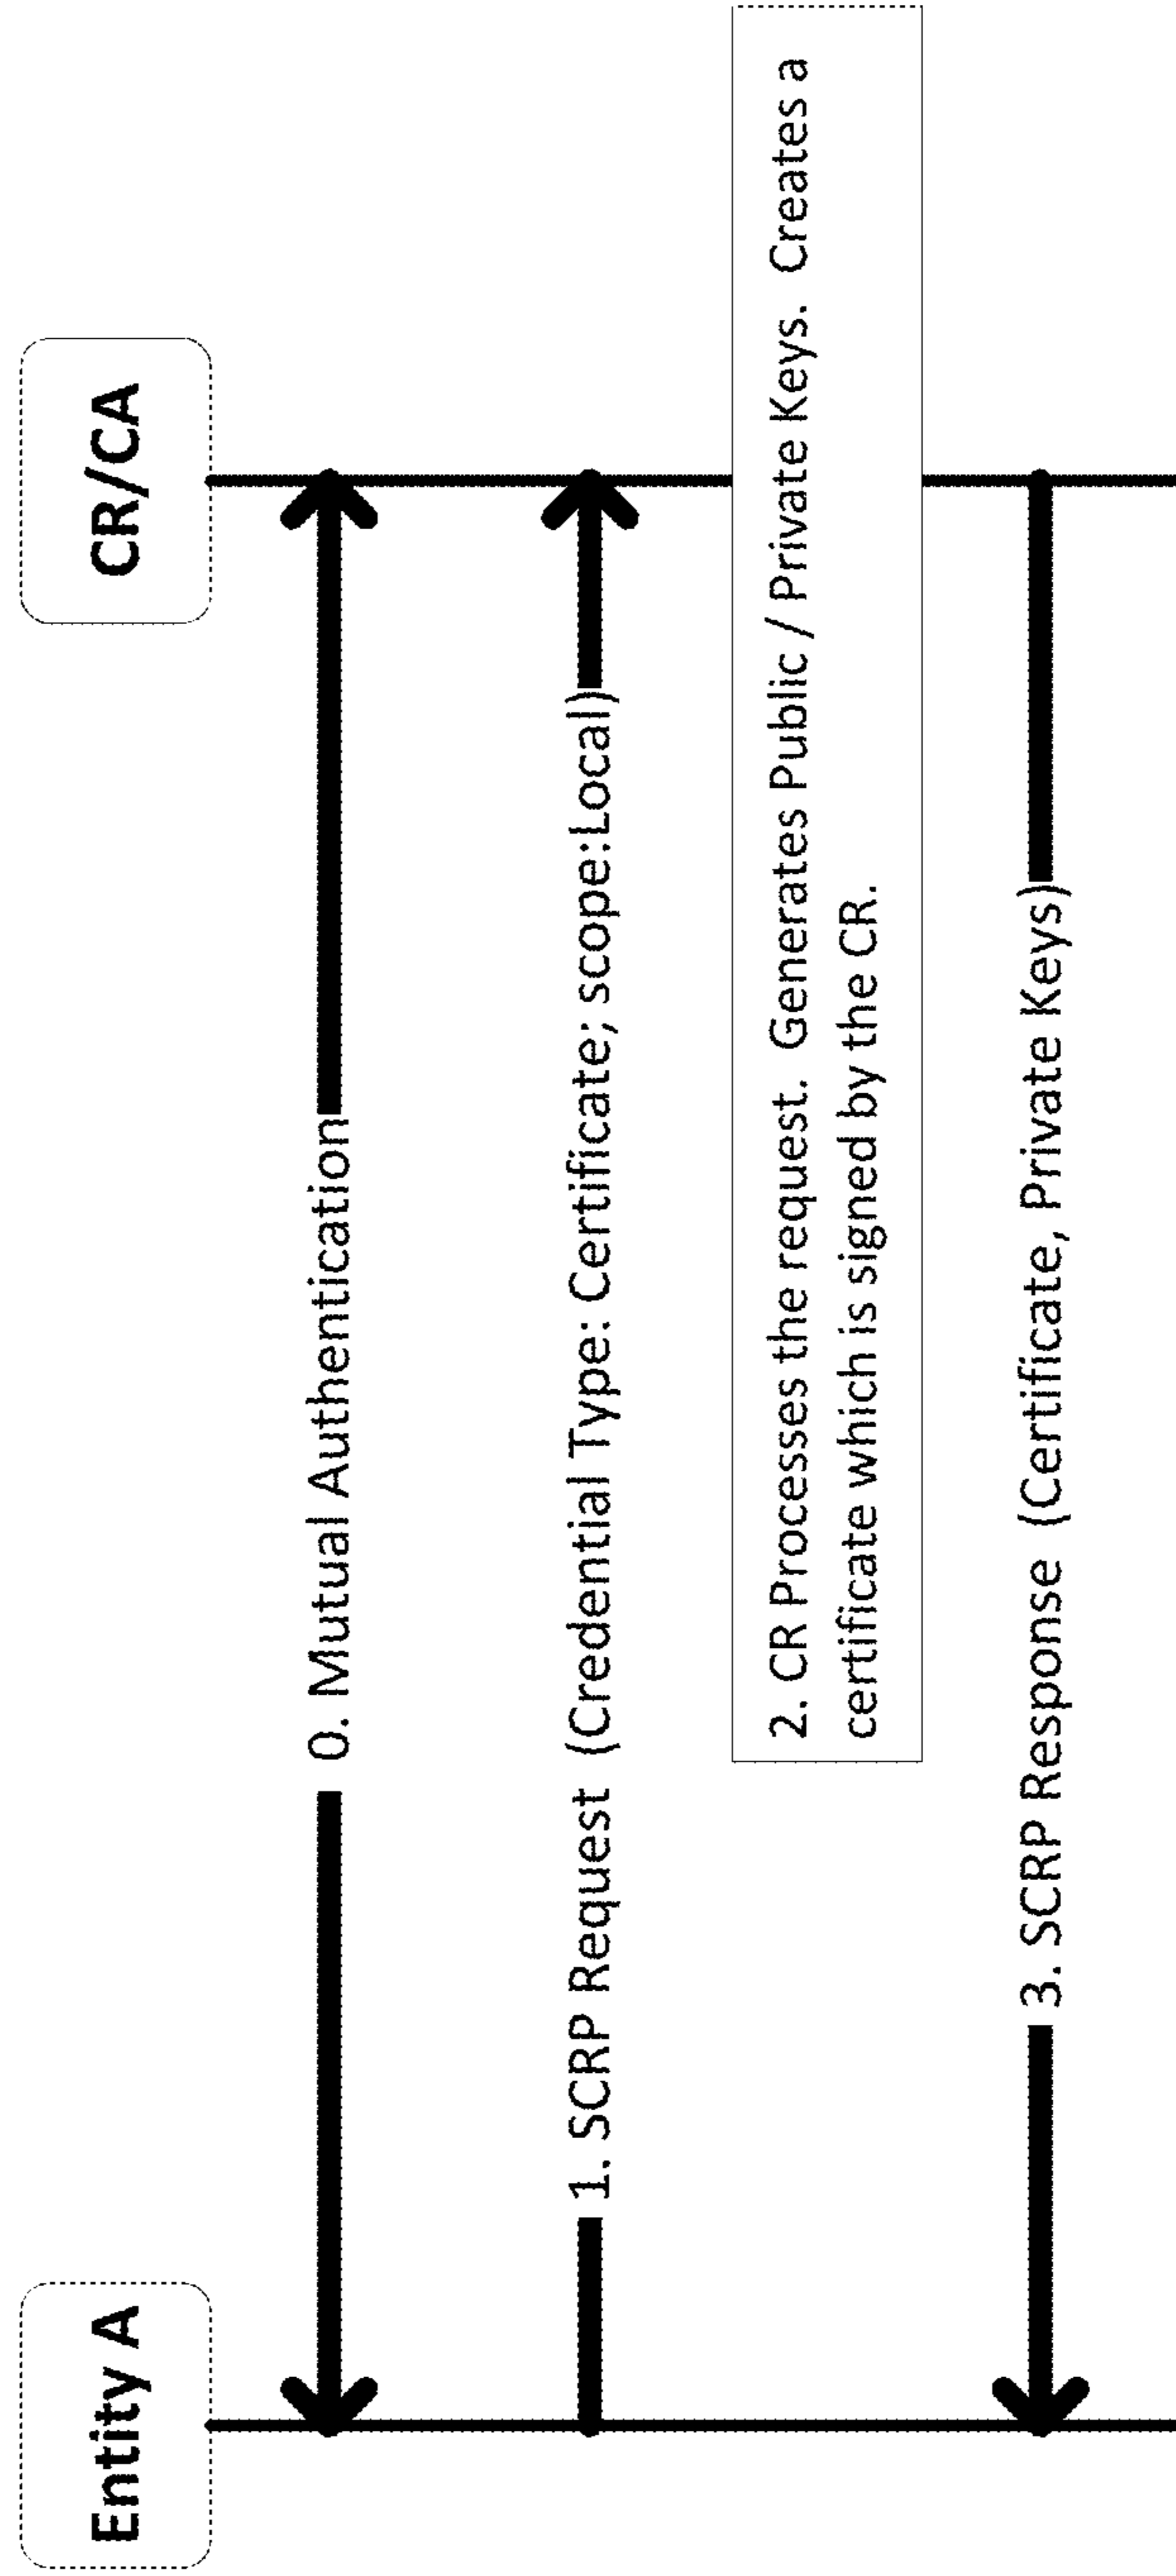 Entity A
CR/CA
0. Mutual Authentication
1. SCRP Request (Credential Type: Certificate; scope:Local)
2. CR Processes the request. Generates Public / Private Keys. Creates a
certificate which is signed by the CR.
3. SCRP Response (Certificate, Private Keys)